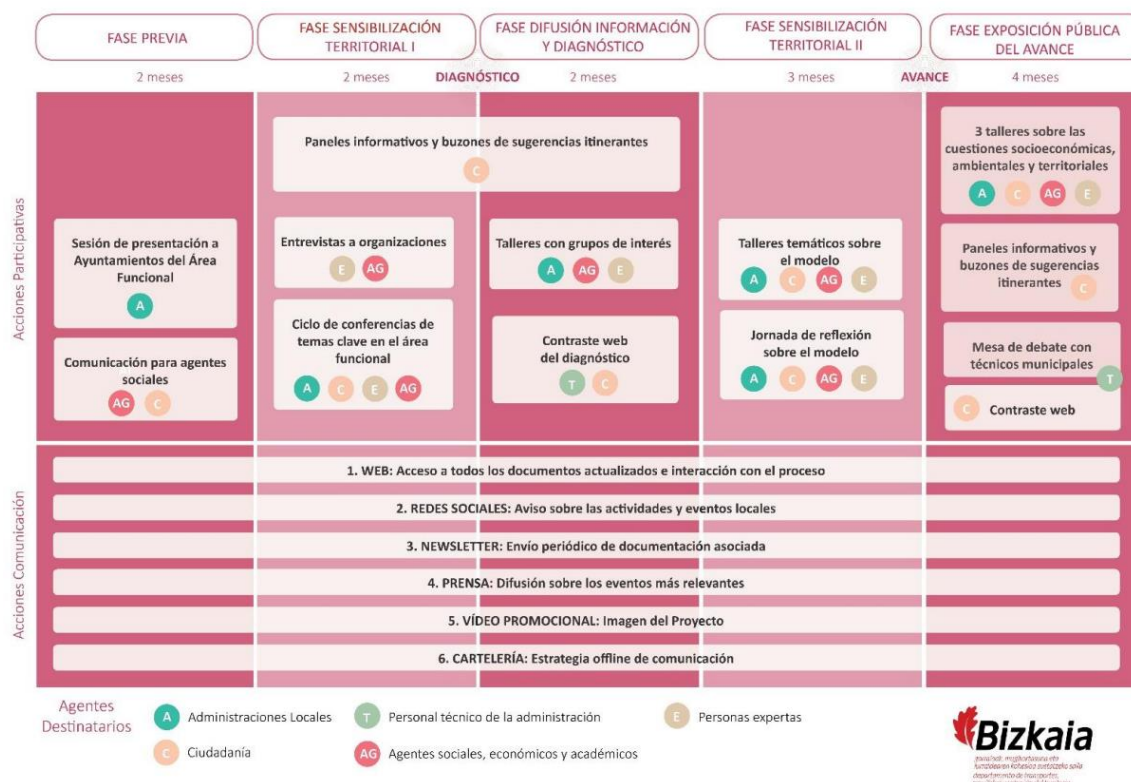 FASE PREVIA
FASE SENSIBILIZACIÓN
TERRITORIAL I
FASE DIFUSIÓN INFORMACIÓN
Y DIAGNÓSTICO
FASE SENSIBILIZACIÓN
TERRITORIAL II
FASE EXPOSICIÓN PÚBLICA
DEL AVANCE
2 meses
2 meses
DIAGNÓSTICO
2 meses
3 meses
AVANCE
4 meses
Acciones Participativas
Paneles informativos y buzones de sugerencias itinerantes
C
3 talleres sobre las
cuestiones socioeconómicas,
ambientales y territoriales
A C AG E
Sesión de presentación a
Ayuntamientos del Área
Funcional
A
Entrevistas a organizaciones
E AG
Talleres con grupos de interés
A AG E
Talleres temáticos sobre
el modelo
A C AG E
Paneles informativos y
buzones de sugerencias
itinerantes
C
Comunicación para agentes
sociales
AG C
Ciclo de conferencias de
temas clave en el área
funcional
A C E AG
Contraste web
del diagnóstico
T C
Jornada de reflexión
sobre el modelo
A C AG E
Mesa de debate con
técnicos municipales
T
C Contraste web
Acciones Comunicación
1. WEB: Acceso a todos los documentos actualizados e interacción con el proceso
2. REDES SOCIALES: Aviso sobre las actividades y eventos locales
3. NEWSLETTER: Envío periódico de documentación asociada
4. PRENSA: Difusión sobre los eventos más relevantes
5. VÍDEO PROMOCIONAL: Imagen del Proyecto
6. CARTELERÍA: Estrategia offline de comunicación
Agentes
Destinatarios
A Administraciones Locales
T Personal técnico de la administración
E Personas expertas
C Ciudadanía
AG Agentes sociales, económicos y académicos
Bizkaia
departamento de transportes,